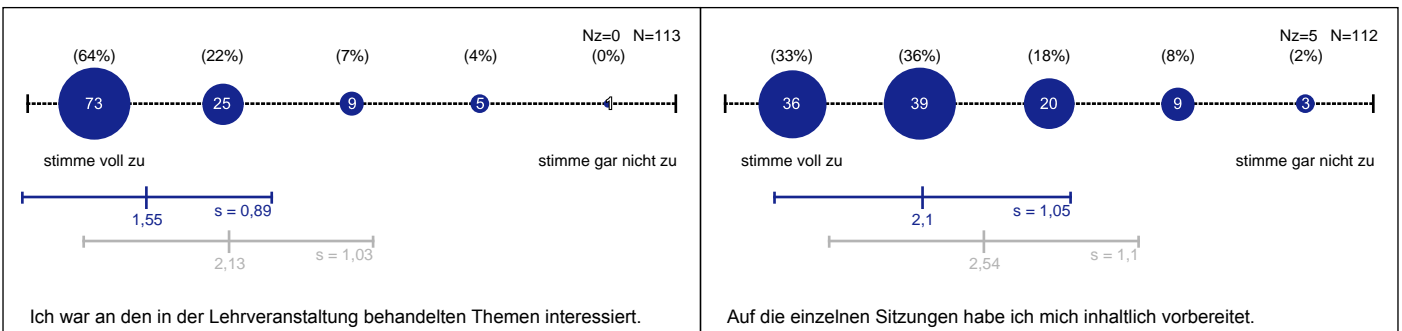 Nz=0 N=113
(64%) (22%) (7%) (4%) (0%)
73 25 9 5 1
stimme voll zu stimme gar nicht zu
1,55 s = 0,89
2,13 s = 1,03
Ich war an den in der Lehrveranstaltung behandelten Themen interessiert.
Nz=5 N=112
(33%) (36%) (18%) (8%) (2%)
36 39 20 9 3
stimme voll zu stimme gar nicht zu
2,1 s = 1,05
2,54 s = 1,1
Auf die einzelnen Sitzungen habe ich mich inhaltlich vorbereitet.